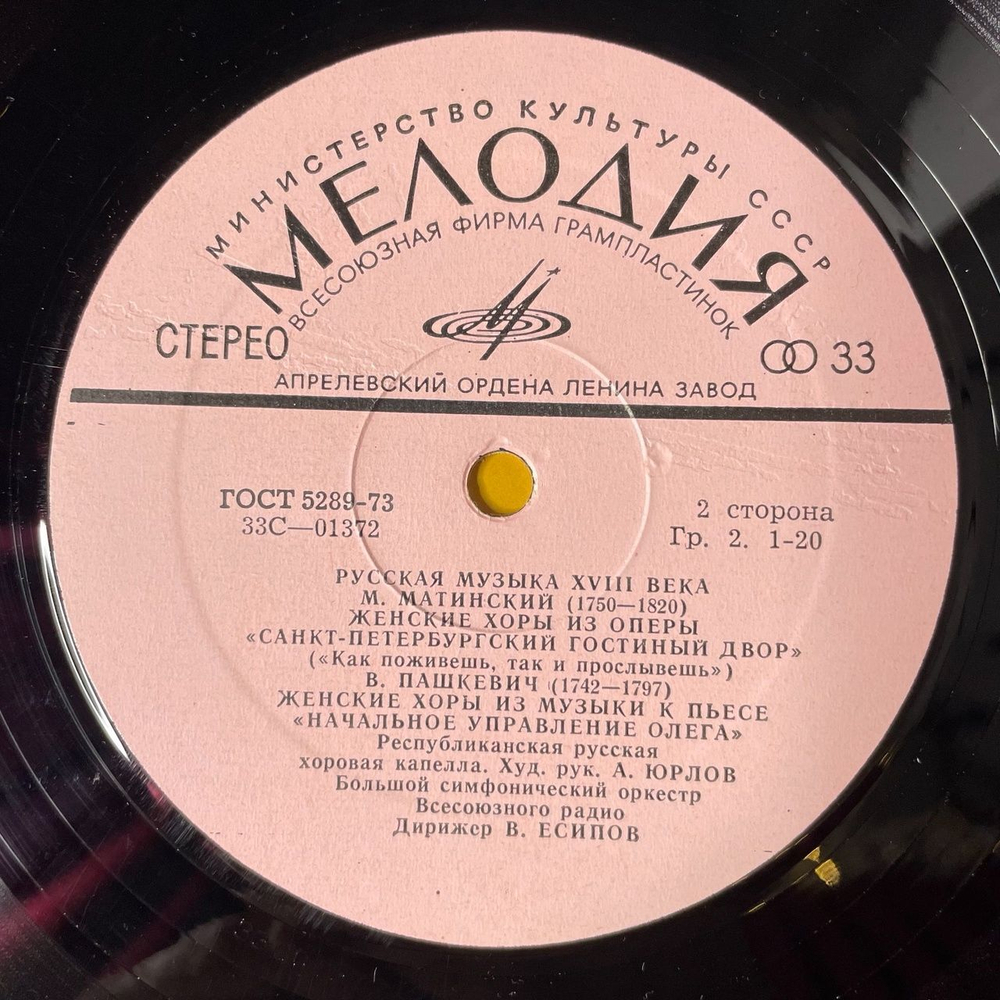 МИНИСТЕРСТВО КУЛЬТУРЫ СССР
МЕЛОДИЯ
ВСЕСОЮЗНАЯ ФИРМА ГРАМПЛАСТИНОК
СТЕРЕО
33
АПРЕЛЕВСКИЙ ОРДЕНА ЛЕНИНА ЗАВОД
ГОСТ 5289-73
33С—01372
2 сторона
Гр. 2. 1-20
РУССКАЯ МУЗЫКА XVIII ВЕКА
М. МАТИНСКИЙ (1750—1820)
ЖЕНСКИЕ ХОРЫ ИЗ ОПЕРЫ
«САНКТ-ПЕТЕРБУРГСКИЙ ГОСТИНЫЙ ДВОР»
(«Как поживешь, так и прослывешь»)
В. ПАШКЕВИЧ (1742—1797)
ЖЕНСКИЕ ХОРЫ ИЗ МУЗЫКИ К ПЬЕСЕ
«НАЧАЛЬНОЕ УПРАВЛЕНИЕ ОЛЕГА»
Республиканская русская
хоровая капелла. Худ. рук. А. ЮРЛОВ
Большой симфонический оркестр
Всесоюзного радио
Дирижер В. ЕСИПОВ